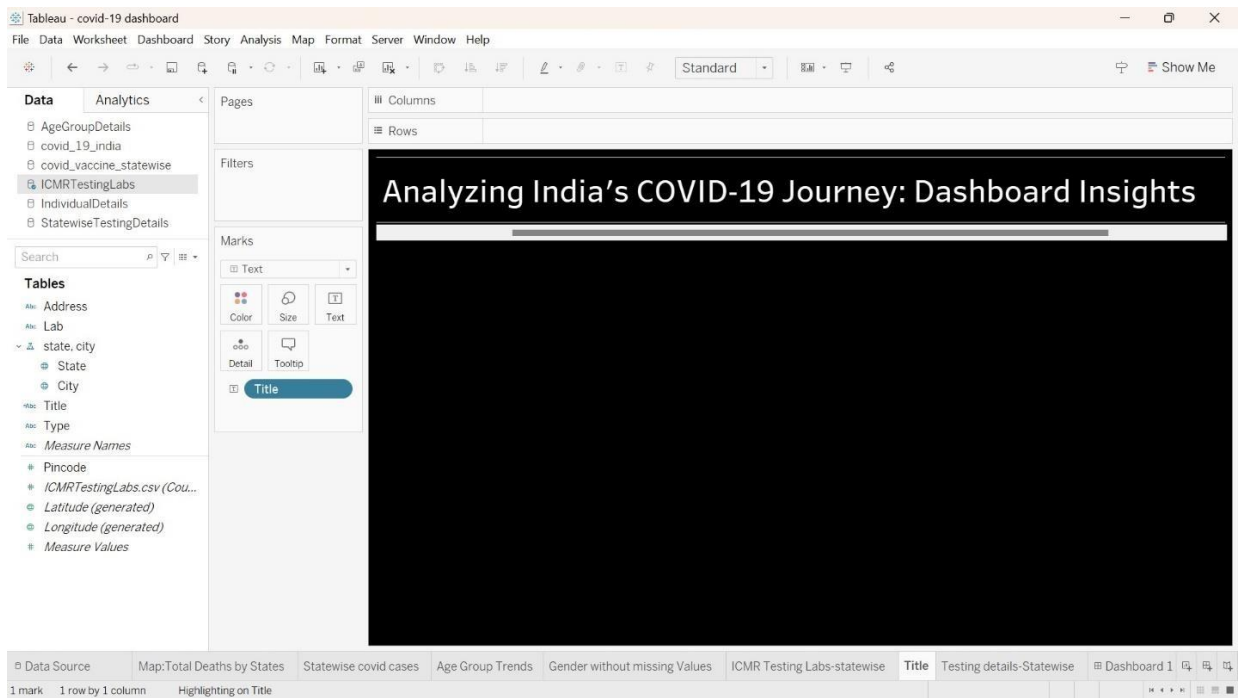 Tableau - covid-19 dashboard
File Data Worksheet Dashboard Story Analysis Map Format Server Window Help
Standard
Show Me
Data Analytics
AgeGroupDetails
covid_19_india
covid_vaccine_statewise
ICMRTestingLabs
IndividualDetails
StatewiseTestingDetails
Search
Tables
Abc Address
Abc Lab
state, city
State
City
Abc Title
Abc Type
Abc Measure Names
# Pincode
# ICMRTestingLabs.csv (Cou...
Latitude (generated)
Longitude (generated)
# Measure Values
Pages
Filters
Marks
Text
Color Size Text
Detail Tooltip
Title
Columns
Rows
Analyzing India's COVID-19 Journey: Dashboard Insights
Data Source Map:Total Deaths by States Statewise covid cases Age Group Trends Gender without missing Values ICMR Testing Labs-statewise Title Testing details-Statewise Dashboard 1
1 mark 1 row by 1 column Highlighting on Title